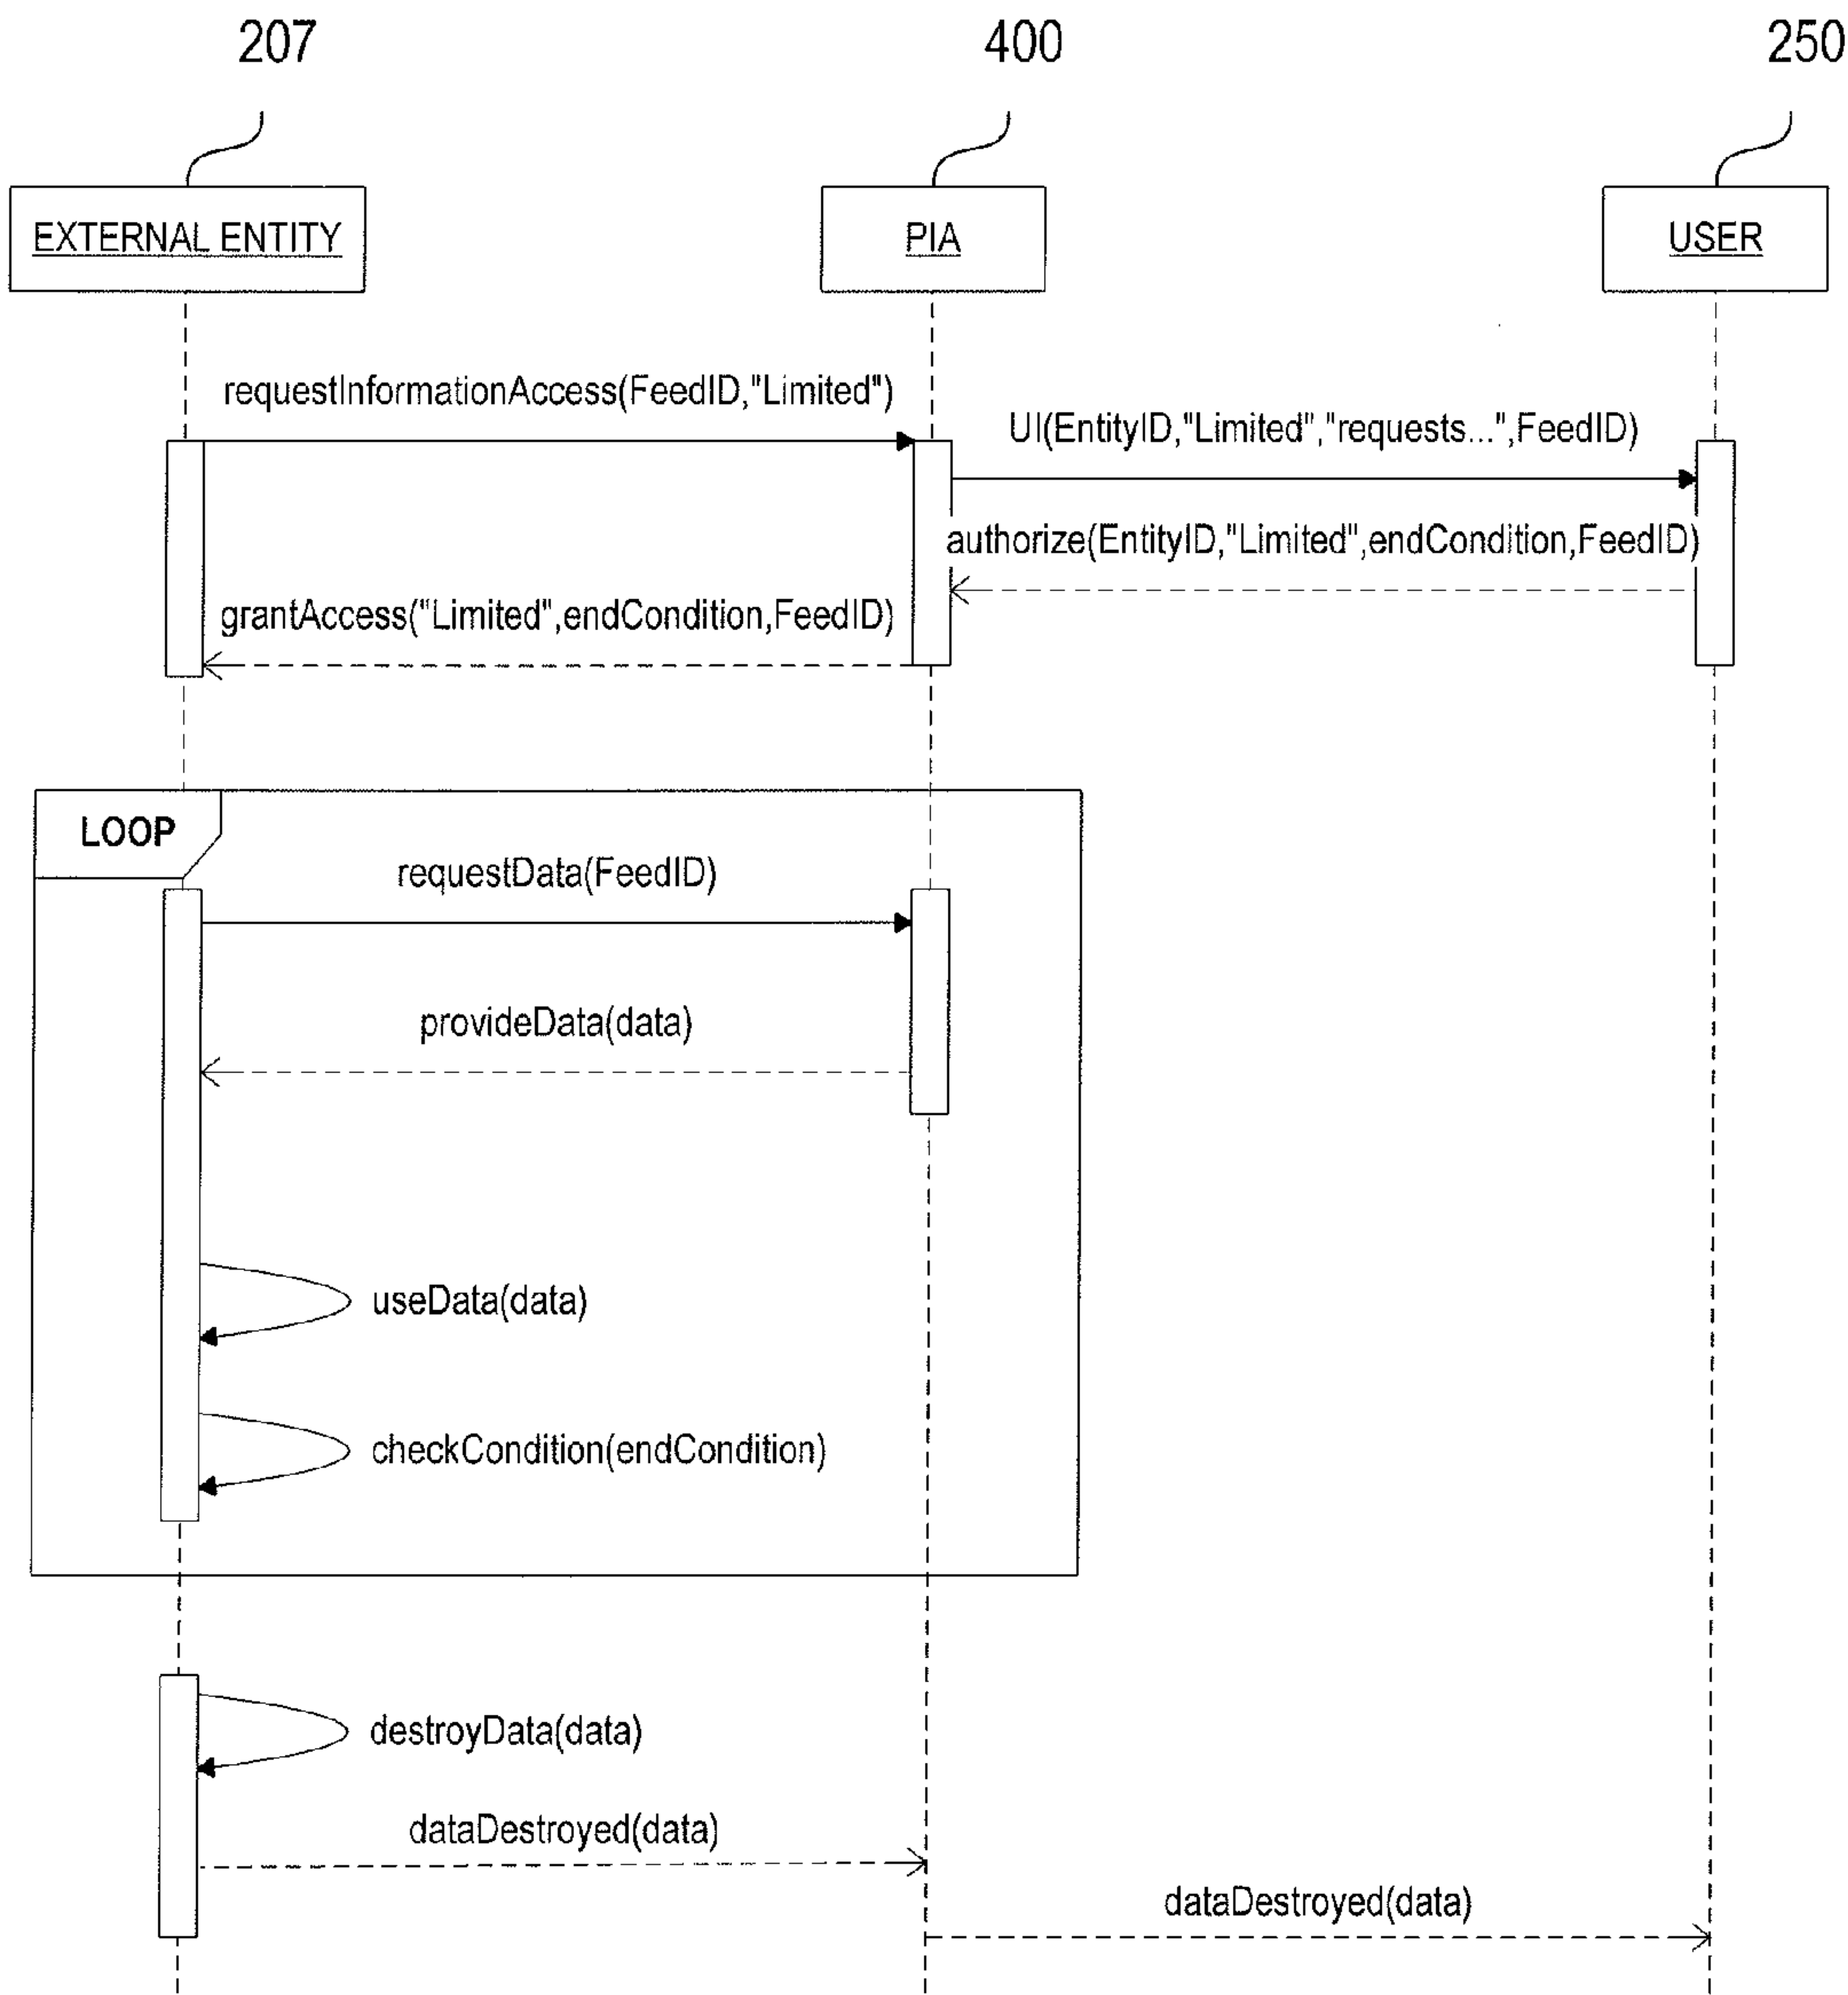 207 400 250
EXTERNAL ENTITY PIA USER
requestInformationAccess(FeedID,"Limited")
UI(EntityID,"Limited","requests...",FeedID)
authorize(EntityID,"Limited",endCondition,FeedID)
grantAccess("Limited",endCondition,FeedID)
LOOP
requestData(FeedID)
provideData(data)
useData(data)
checkCondition(endCondition)
destroyData(data)
dataDestroyed(data)
dataDestroyed(data)